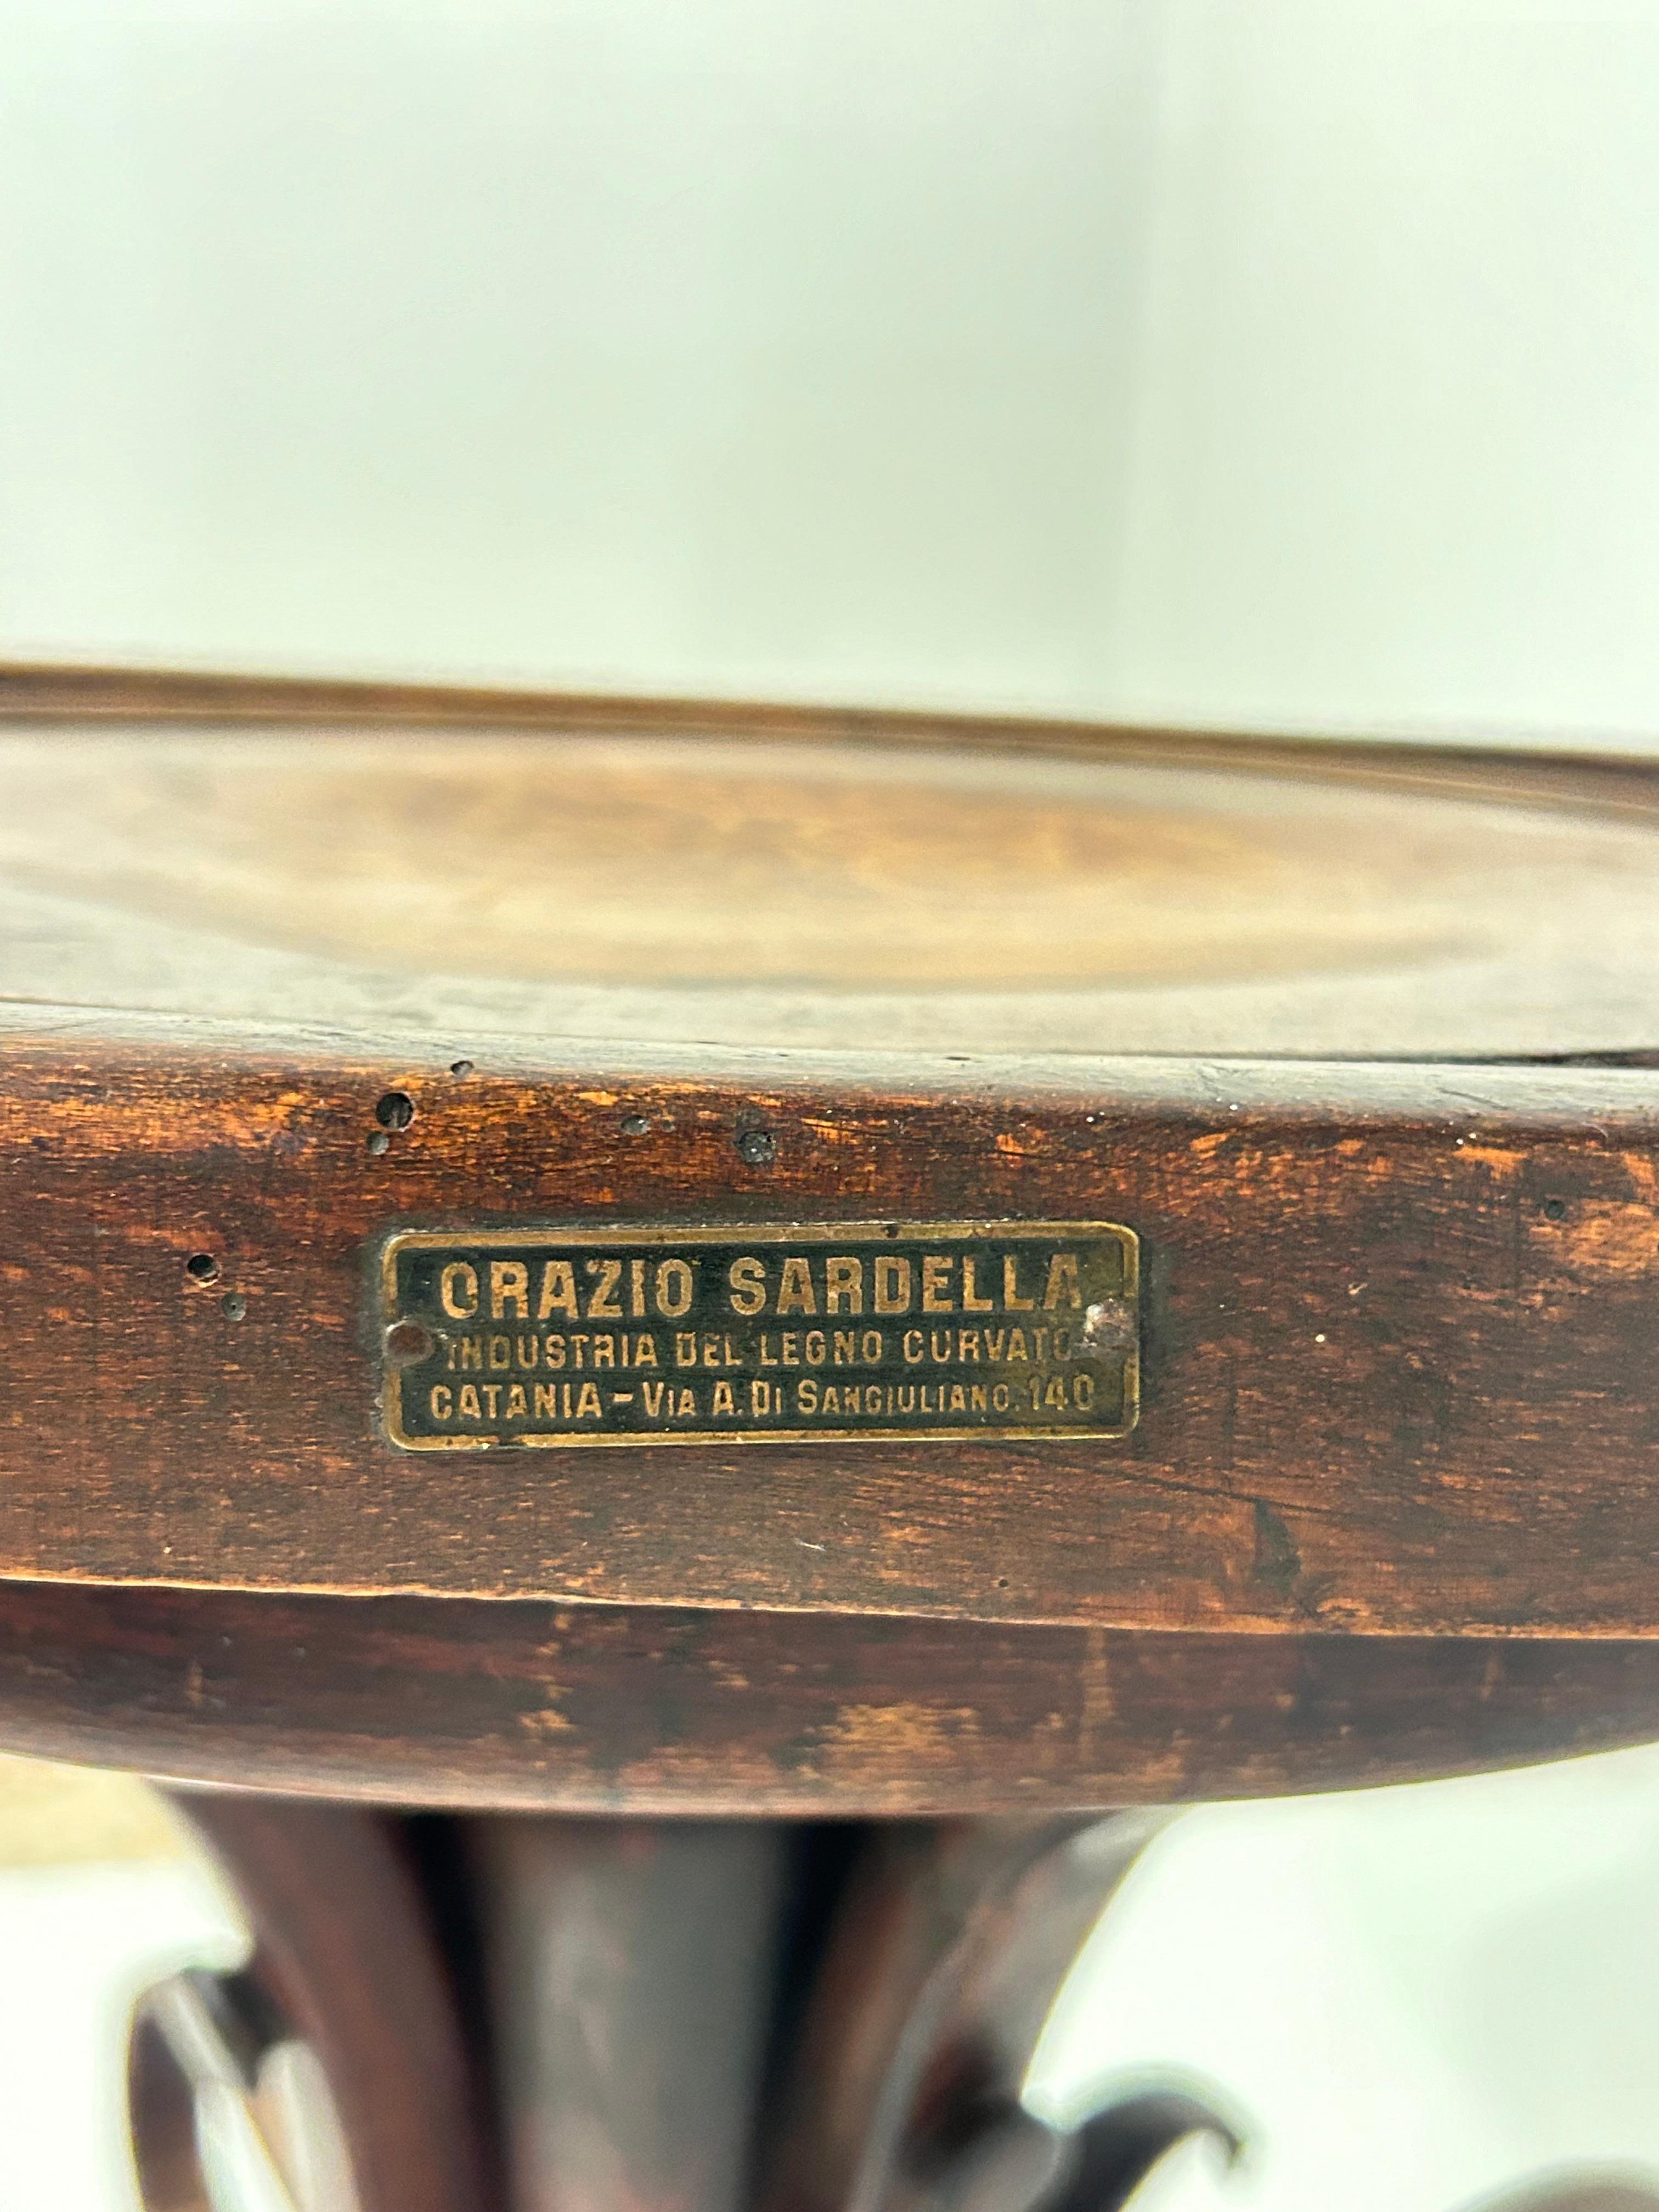 ORAZIO SARDELLA
INDUSTRIA DEL LEGNO CURVATO
CATANIA - VIA A. DI SANGIULIANO, 140